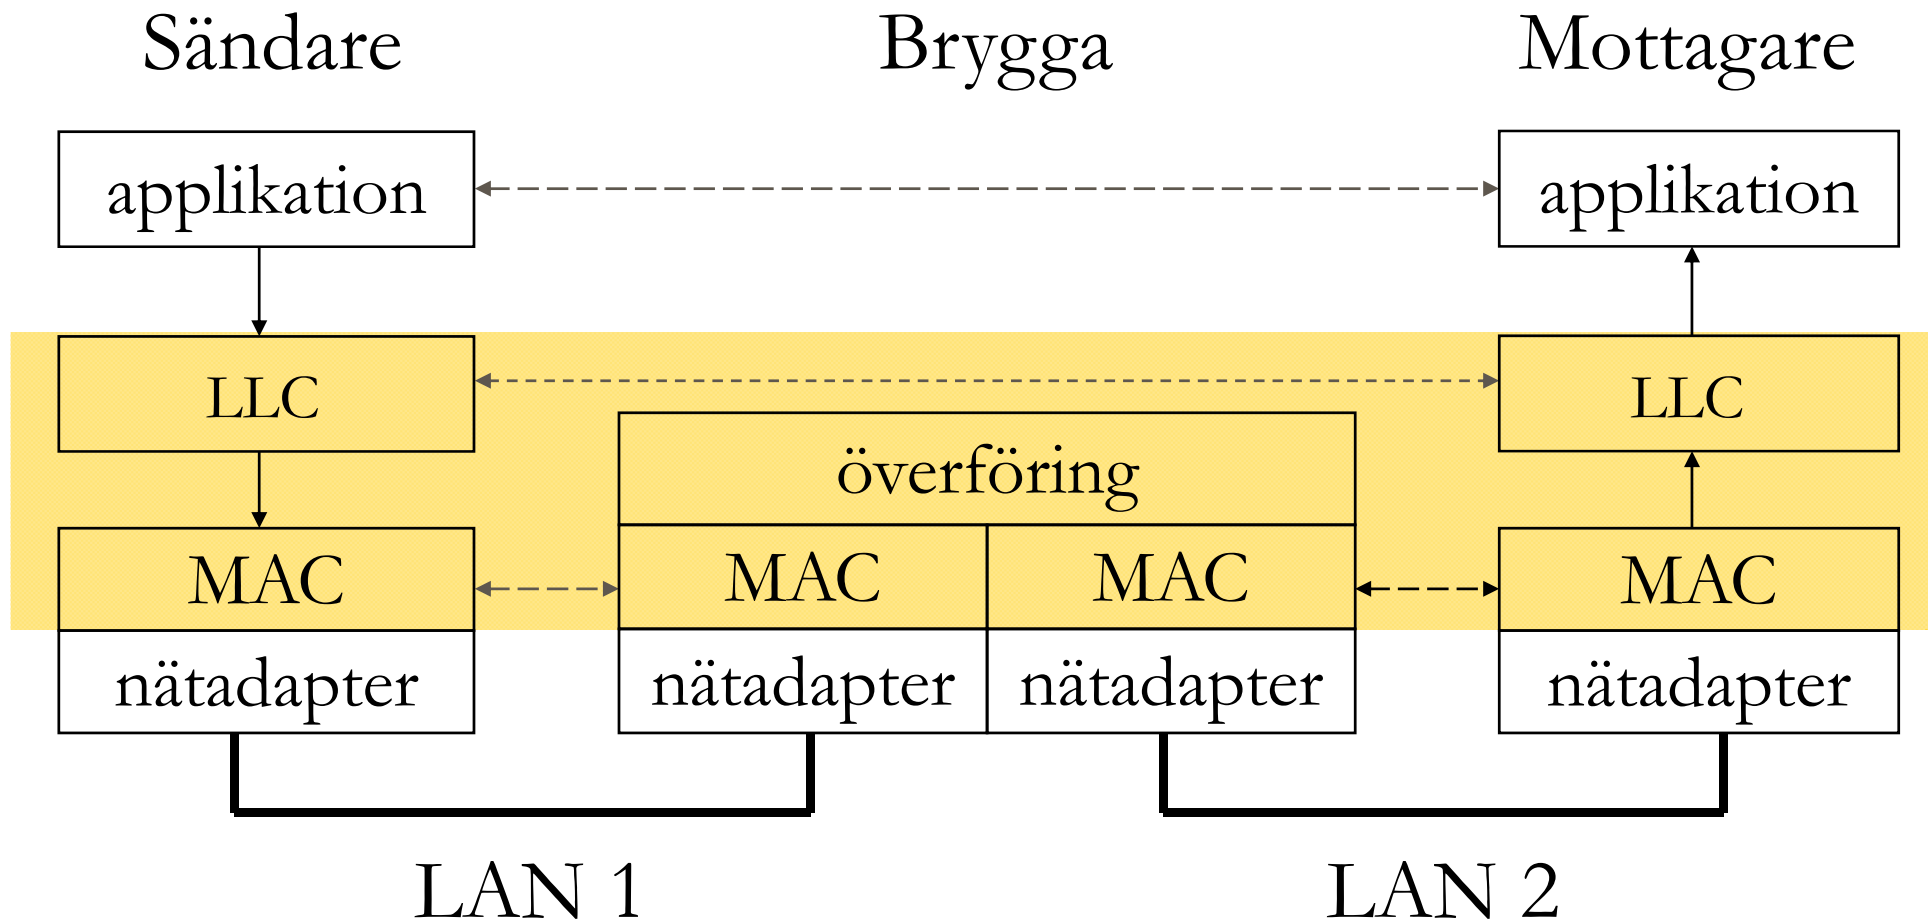 Sändare Brygga Mottagare
applikation applikation
LLC LLC
överföring
MAC MAC MAC MAC
nätadapter nätadapter nätadapter nätadapter
LAN 1 LAN 2